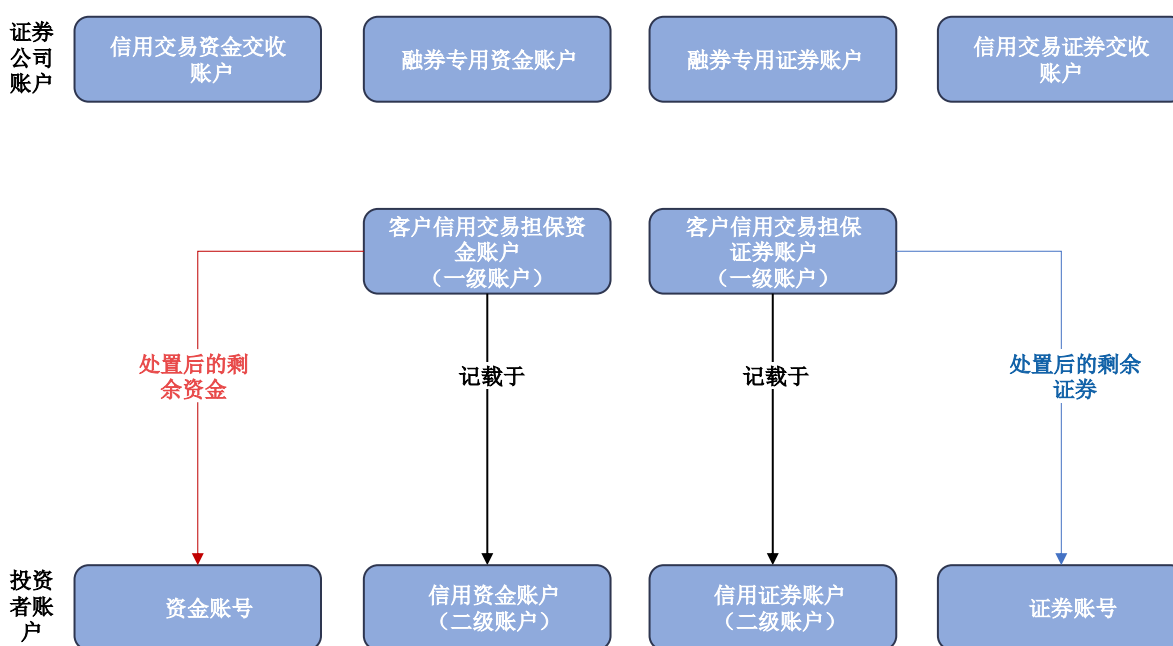 证券
公司
账户
信用交易资金交收
账户
融券专用资金账户
融券专用证券账户
信用交易证券交收
账户
客户信用交易担保资
金账户
（一级账户）
客户信用交易担保
证券账户
（一级账户）
处置后的剩
余资金
记载于
记载于
处置后的剩余
证券
投资
者账
户
资金账号
信用资金账户
（二级账户）
信用证券账户
（二级账户）
证券账号